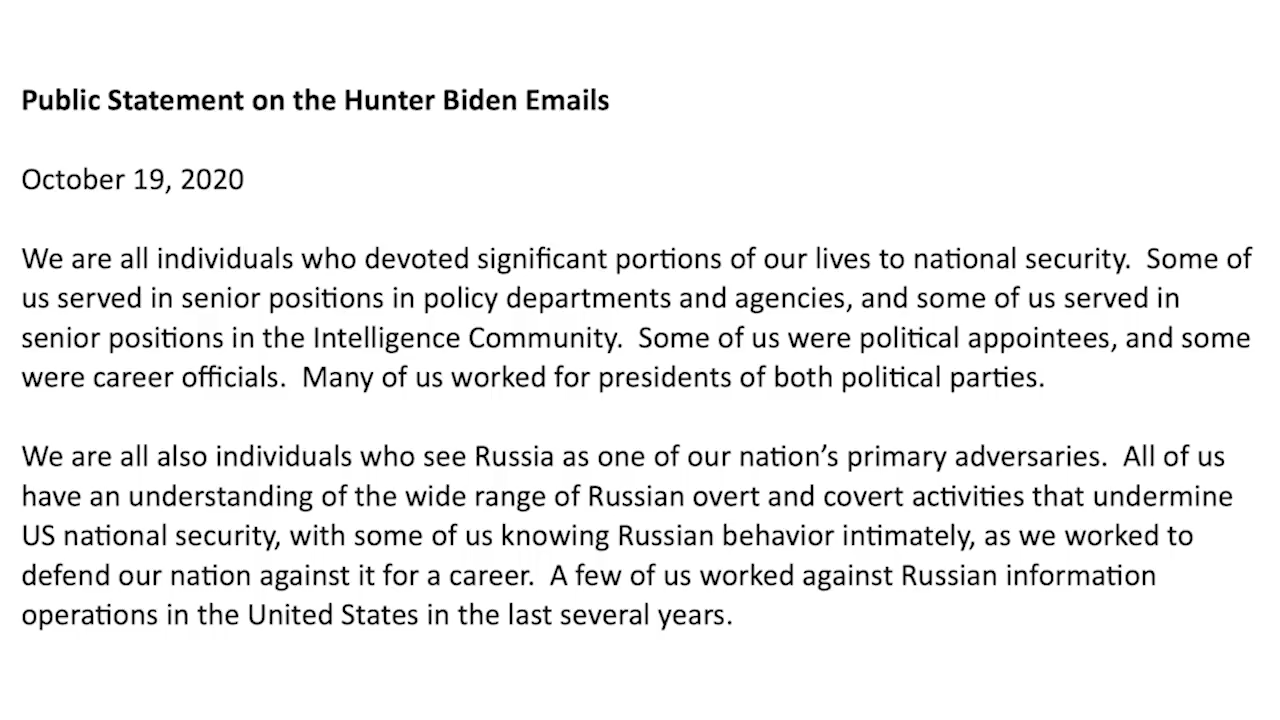 Public Statement on the Hunter Biden Emails
October 19, 2020
We are all individuals who devoted significant portions of our lives to national security.  Some of
us served in senior positions in policy departments and agencies, and some of us served in
senior positions in the Intelligence Community.  Some of us were political appointees, and some
were career officials.  Many of us worked for presidents of both political parties.
We are all also individuals who see Russia as one of our nation’s primary adversaries.  All of us
have an understanding of the wide range of Russian overt and covert activities that undermine
US national security, with some of us knowing Russian behavior intimately, as we worked to
defend our nation against it for a career.  A few of us worked against Russian information
operations in the United States in the last several years.